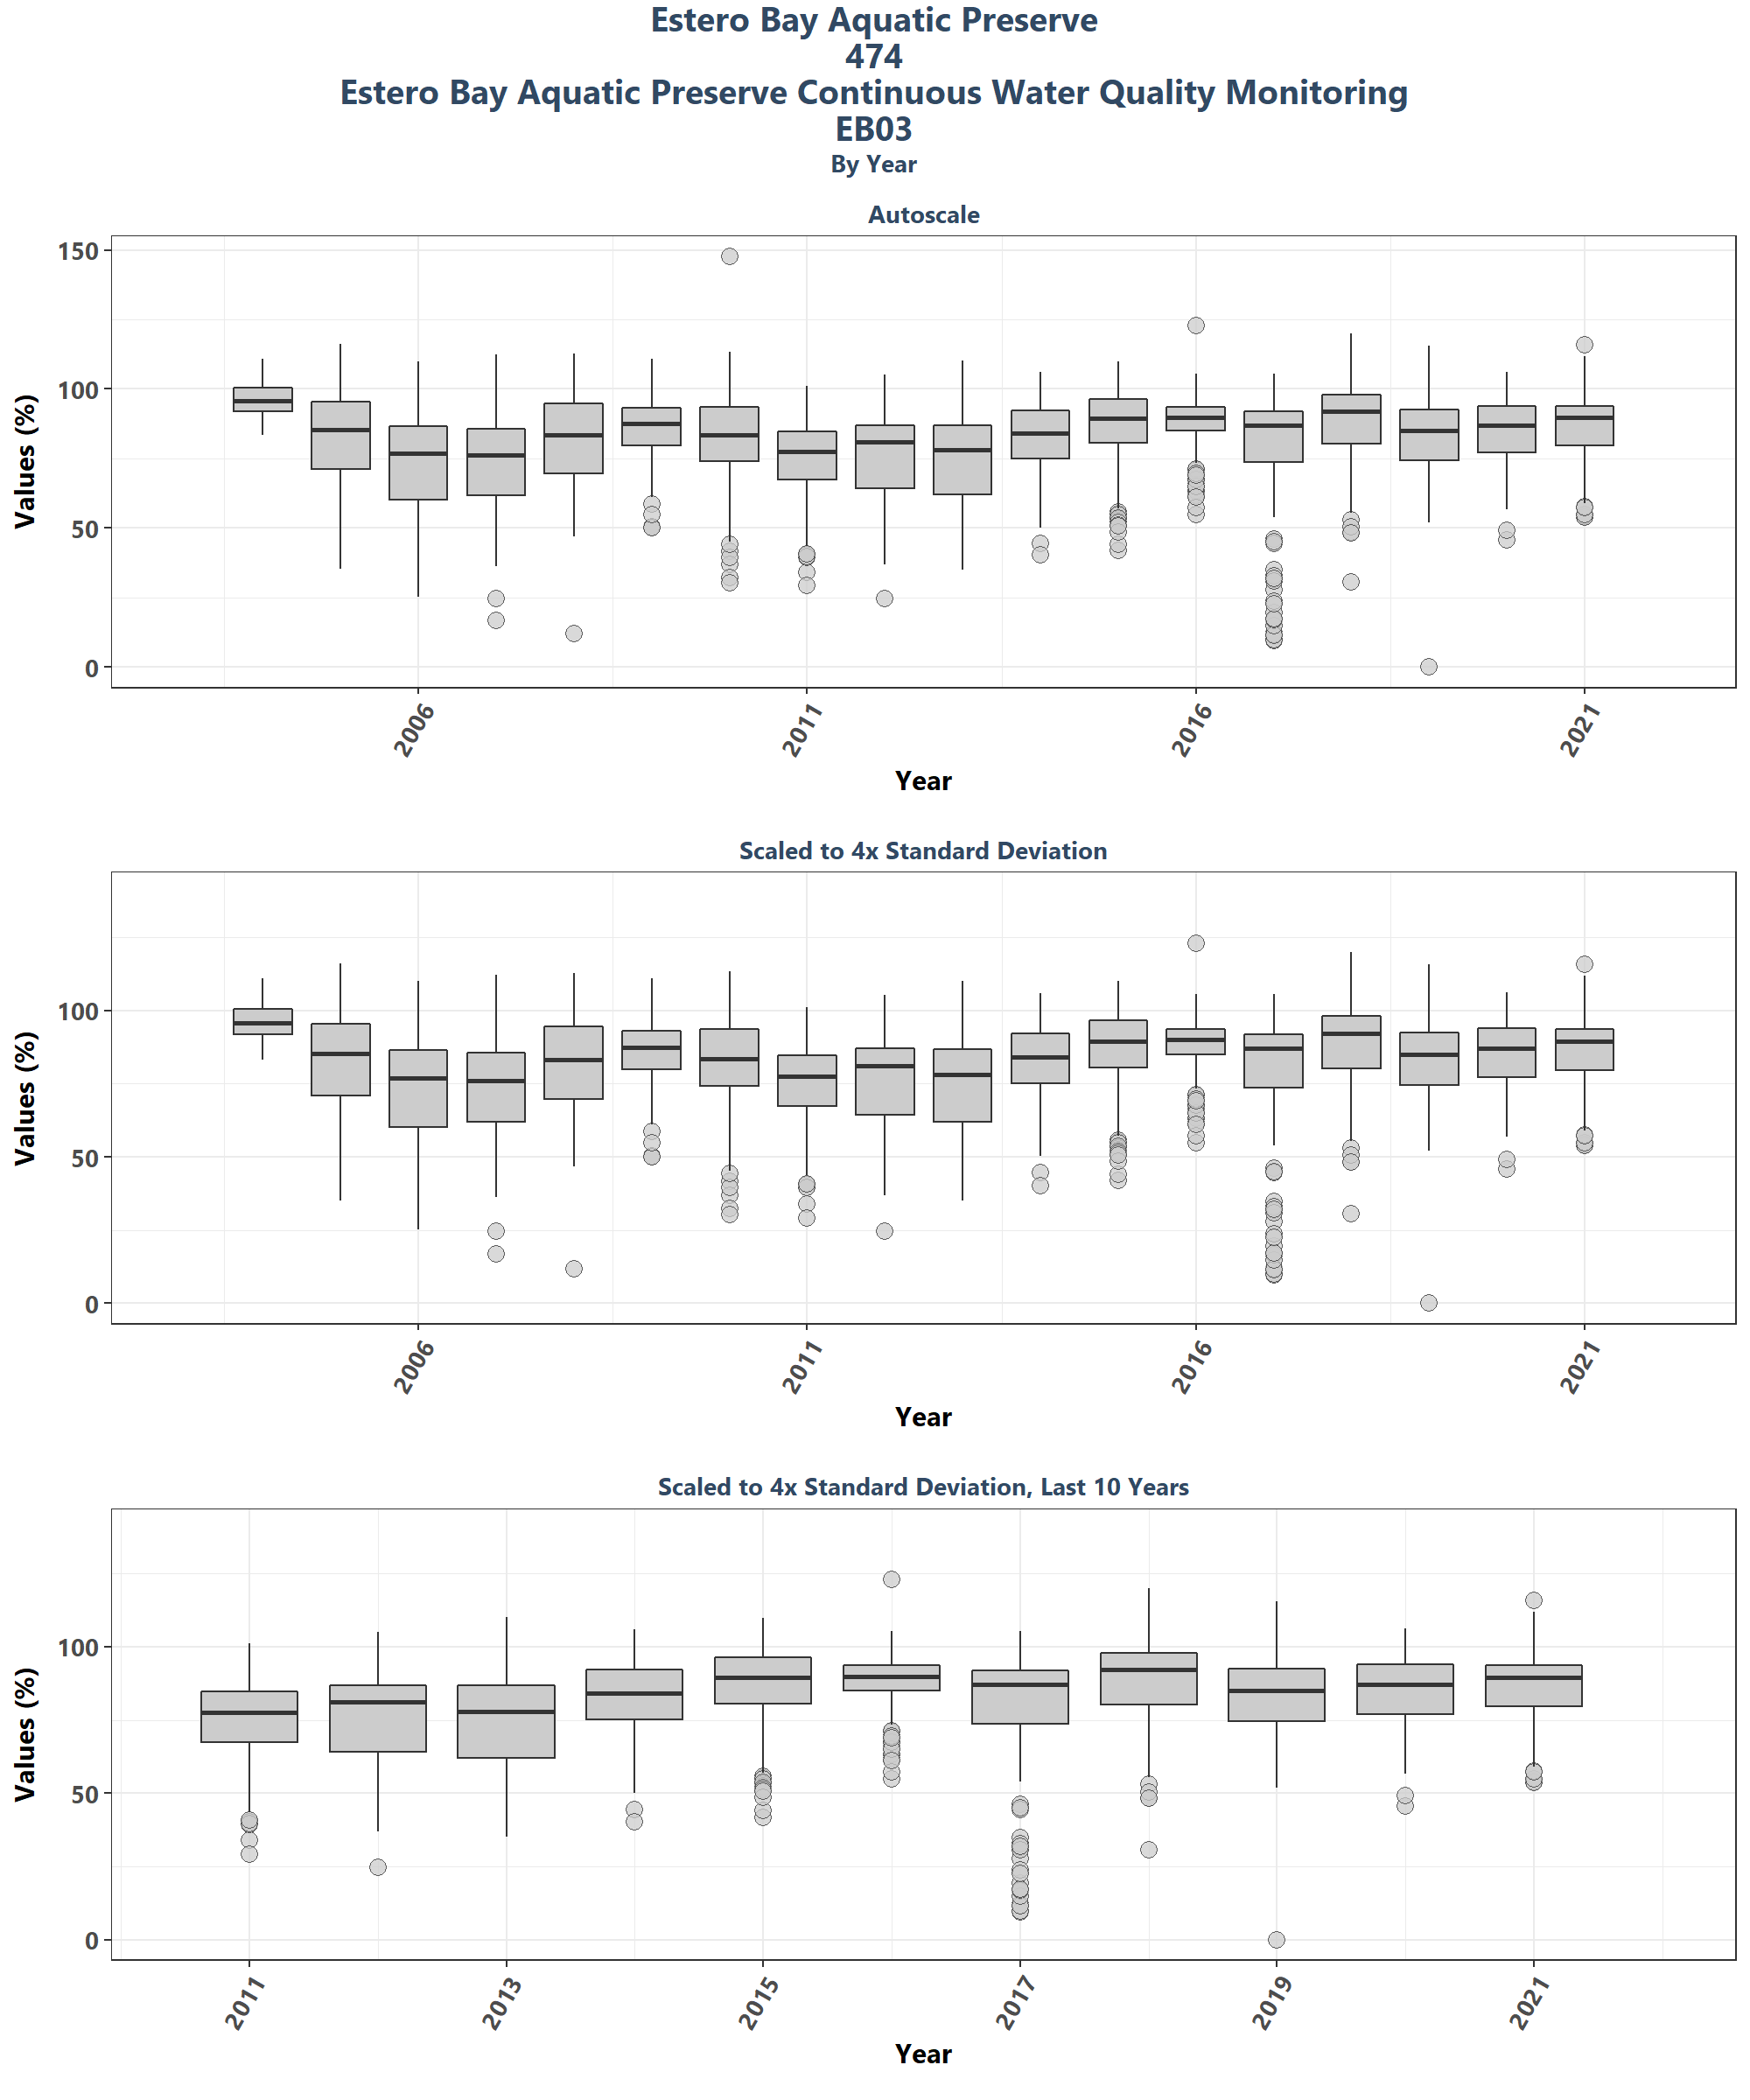 Estero Bay Aquatic Preserve
474
Estero Bay Aquatic Preserve Continuous Water Quality Monitoring
EB03
By Year
Autoscale
Values (%)
150
100
50
0
2006
2011
2016
2021
Year
Scaled to 4x Standard Deviation
Values (%)
100
50
0
2006
2011
2016
2021
Year
Scaled to 4x Standard Deviation, Last 10 Years
Values (%)
100
50
0
2011
2013
2015
2017
2019
2021
Year